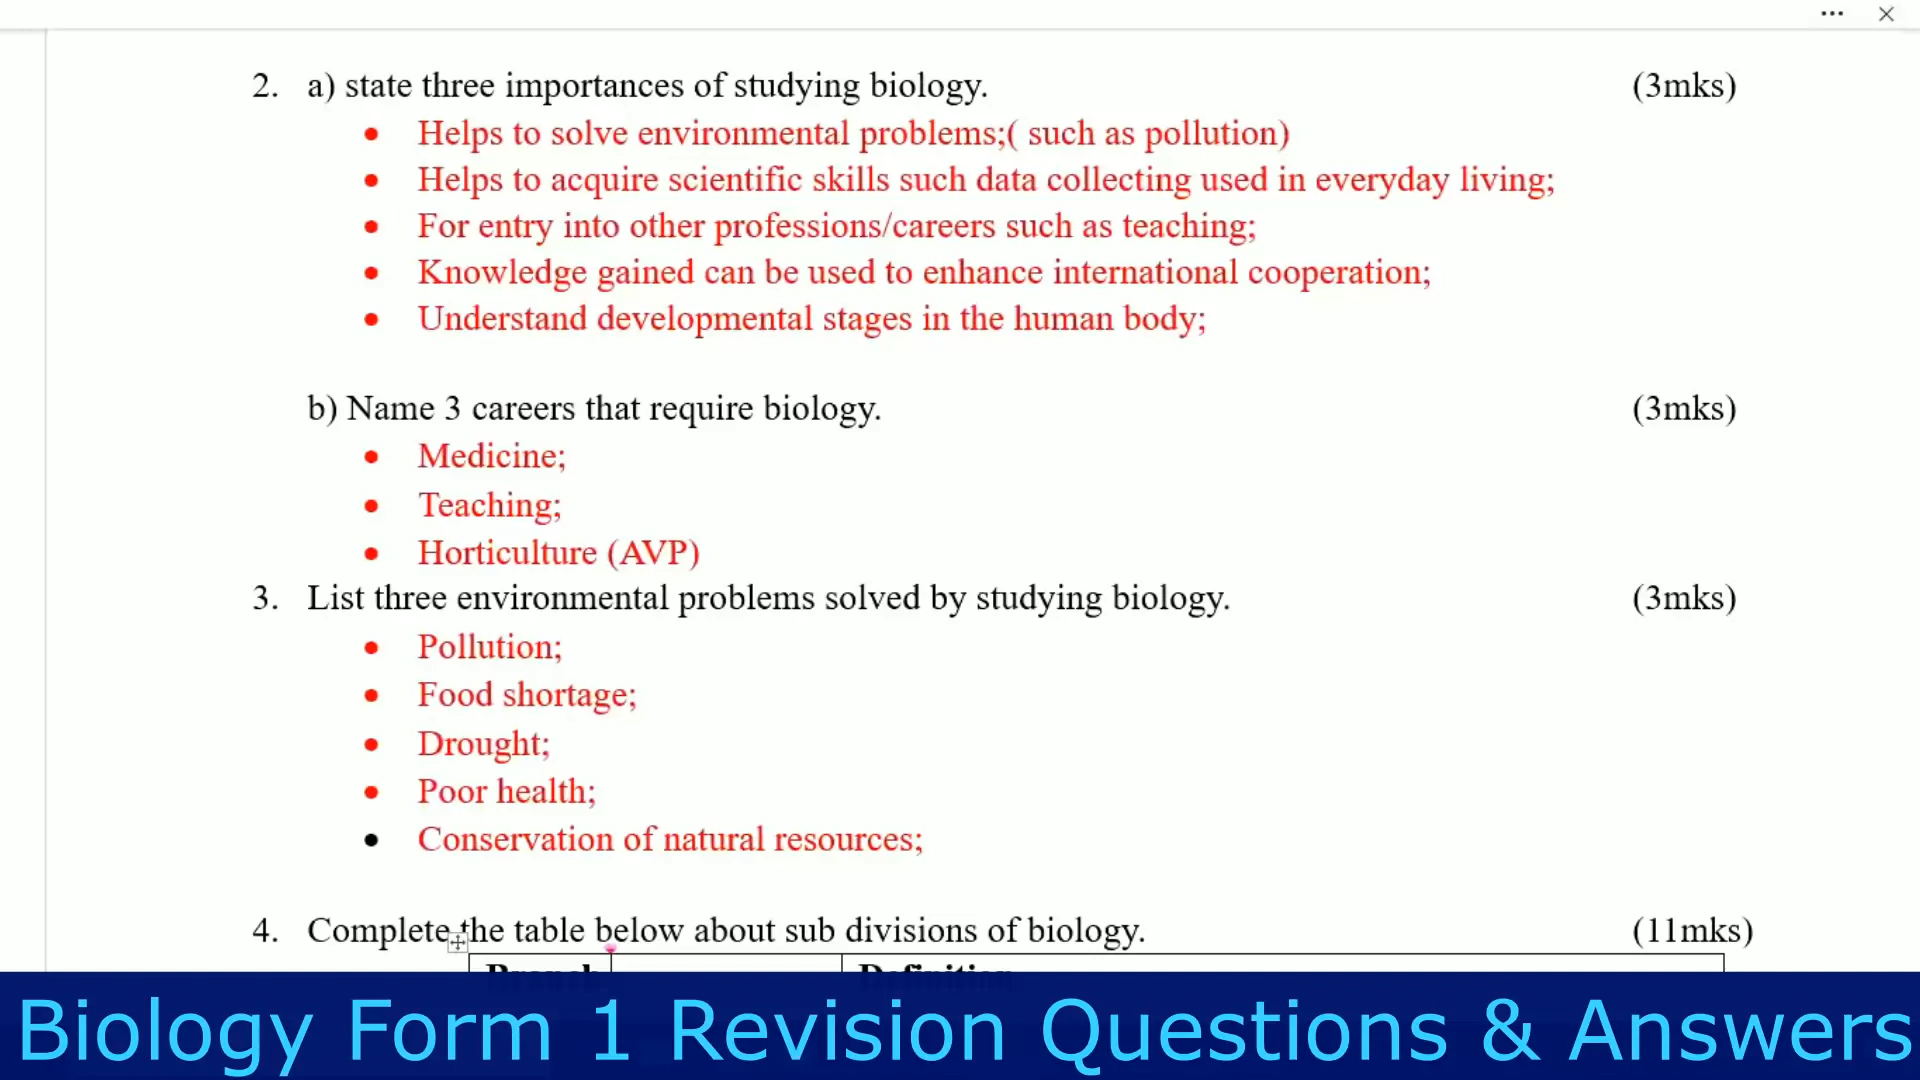 2. a) state three importances of studying biology. (3mks)
• Helps to solve environmental problems;( such as pollution)
• Helps to acquire scientific skills such data collecting used in everyday living;
• For entry into other professions/careers such as teaching;
• Knowledge gained can be used to enhance international cooperation;
• Understand developmental stages in the human body;
b) Name 3 careers that require biology. (3mks)
• Medicine;
• Teaching;
• Horticulture (AVP)
3. List three environmental problems solved by studying biology. (3mks)
• Pollution;
• Food shortage;
• Drought;
• Poor health;
• Conservation of natural resources;
4. Complete the table below about sub divisions of biology. (11mks)
Branch Definition
Biology Form 1 Revision Questions & Answers